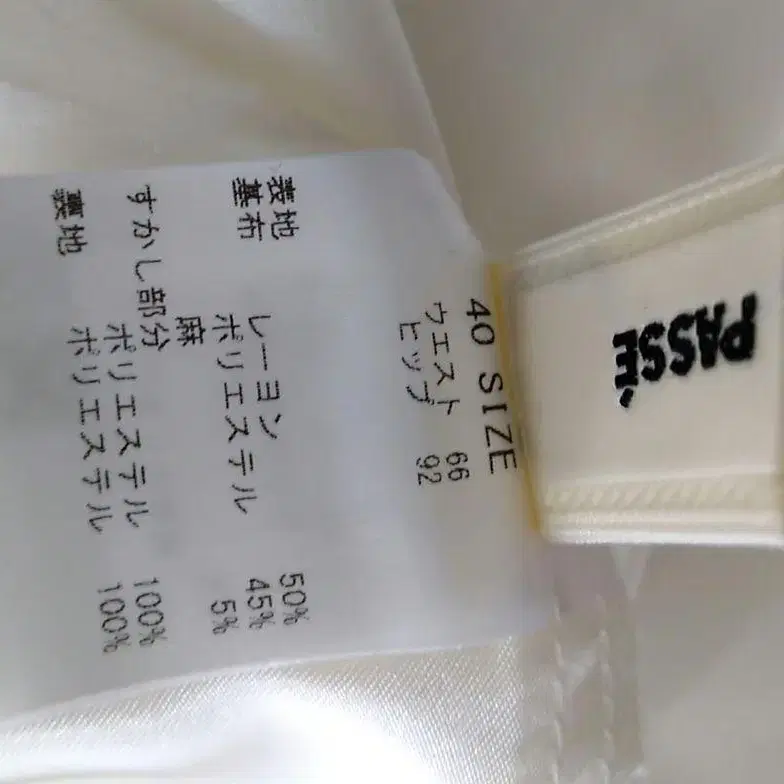 PASSÉ
40 SIZE
ウエスト 66
ヒップ 92
表地 レーヨン 50%
基布 ポリエステル 45%
麻 5%
すかし部分 ポリエステル 100%
裏地 ポリエステル 100%